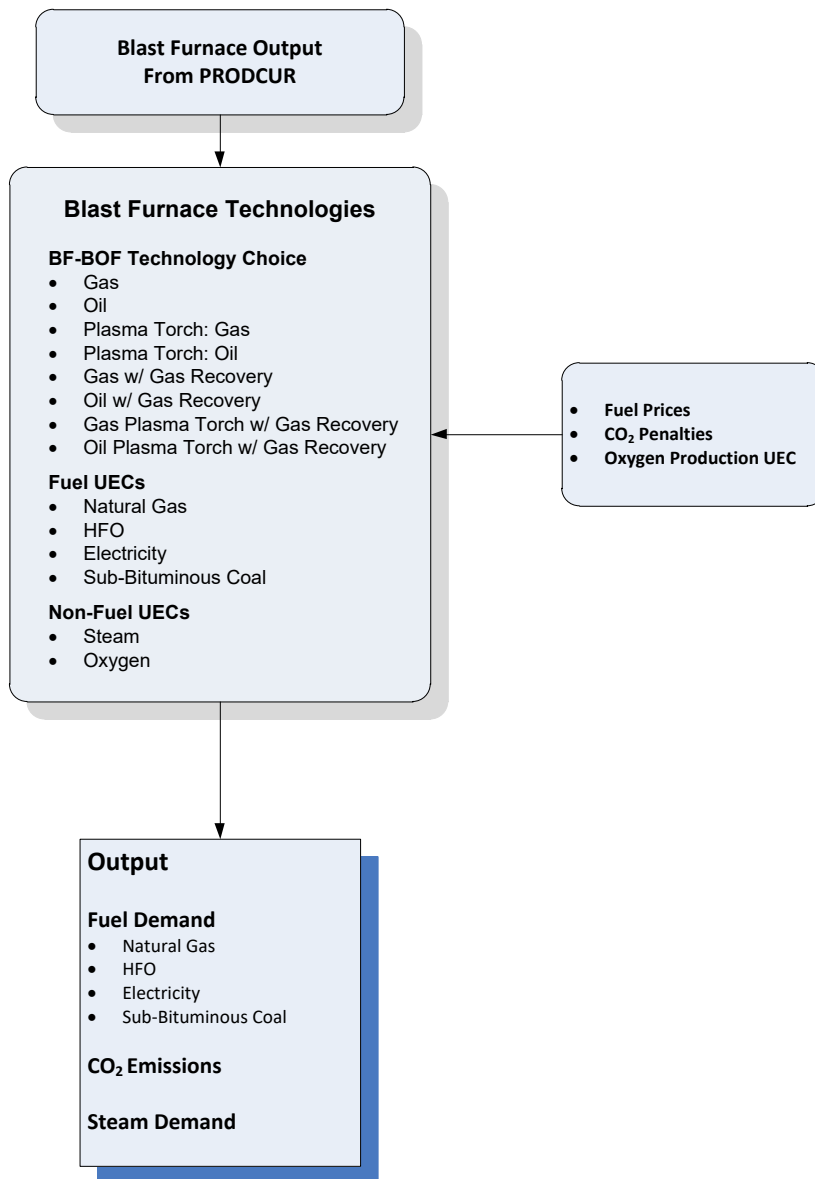 Blast Furnace Output
From PRODCUR
Blast Furnace Technologies
BF-BOF Technology Choice
• Gas
• Oil
• Plasma Torch: Gas
• Plasma Torch: Oil
• Gas w/ Gas Recovery
• Oil w/ Gas Recovery
• Gas Plasma Torch w/ Gas Recovery
• Oil Plasma Torch w/ Gas Recovery
Fuel UECs
• Natural Gas
• HFO
• Electricity
• Sub-Bituminous Coal
Non-Fuel UECs
• Steam
• Oxygen
• Fuel Prices
• CO₂ Penalties
• Oxygen Production UEC
Output
Fuel Demand
• Natural Gas
• HFO
• Electricity
• Sub-Bituminous Coal
CO₂ Emissions
Steam Demand